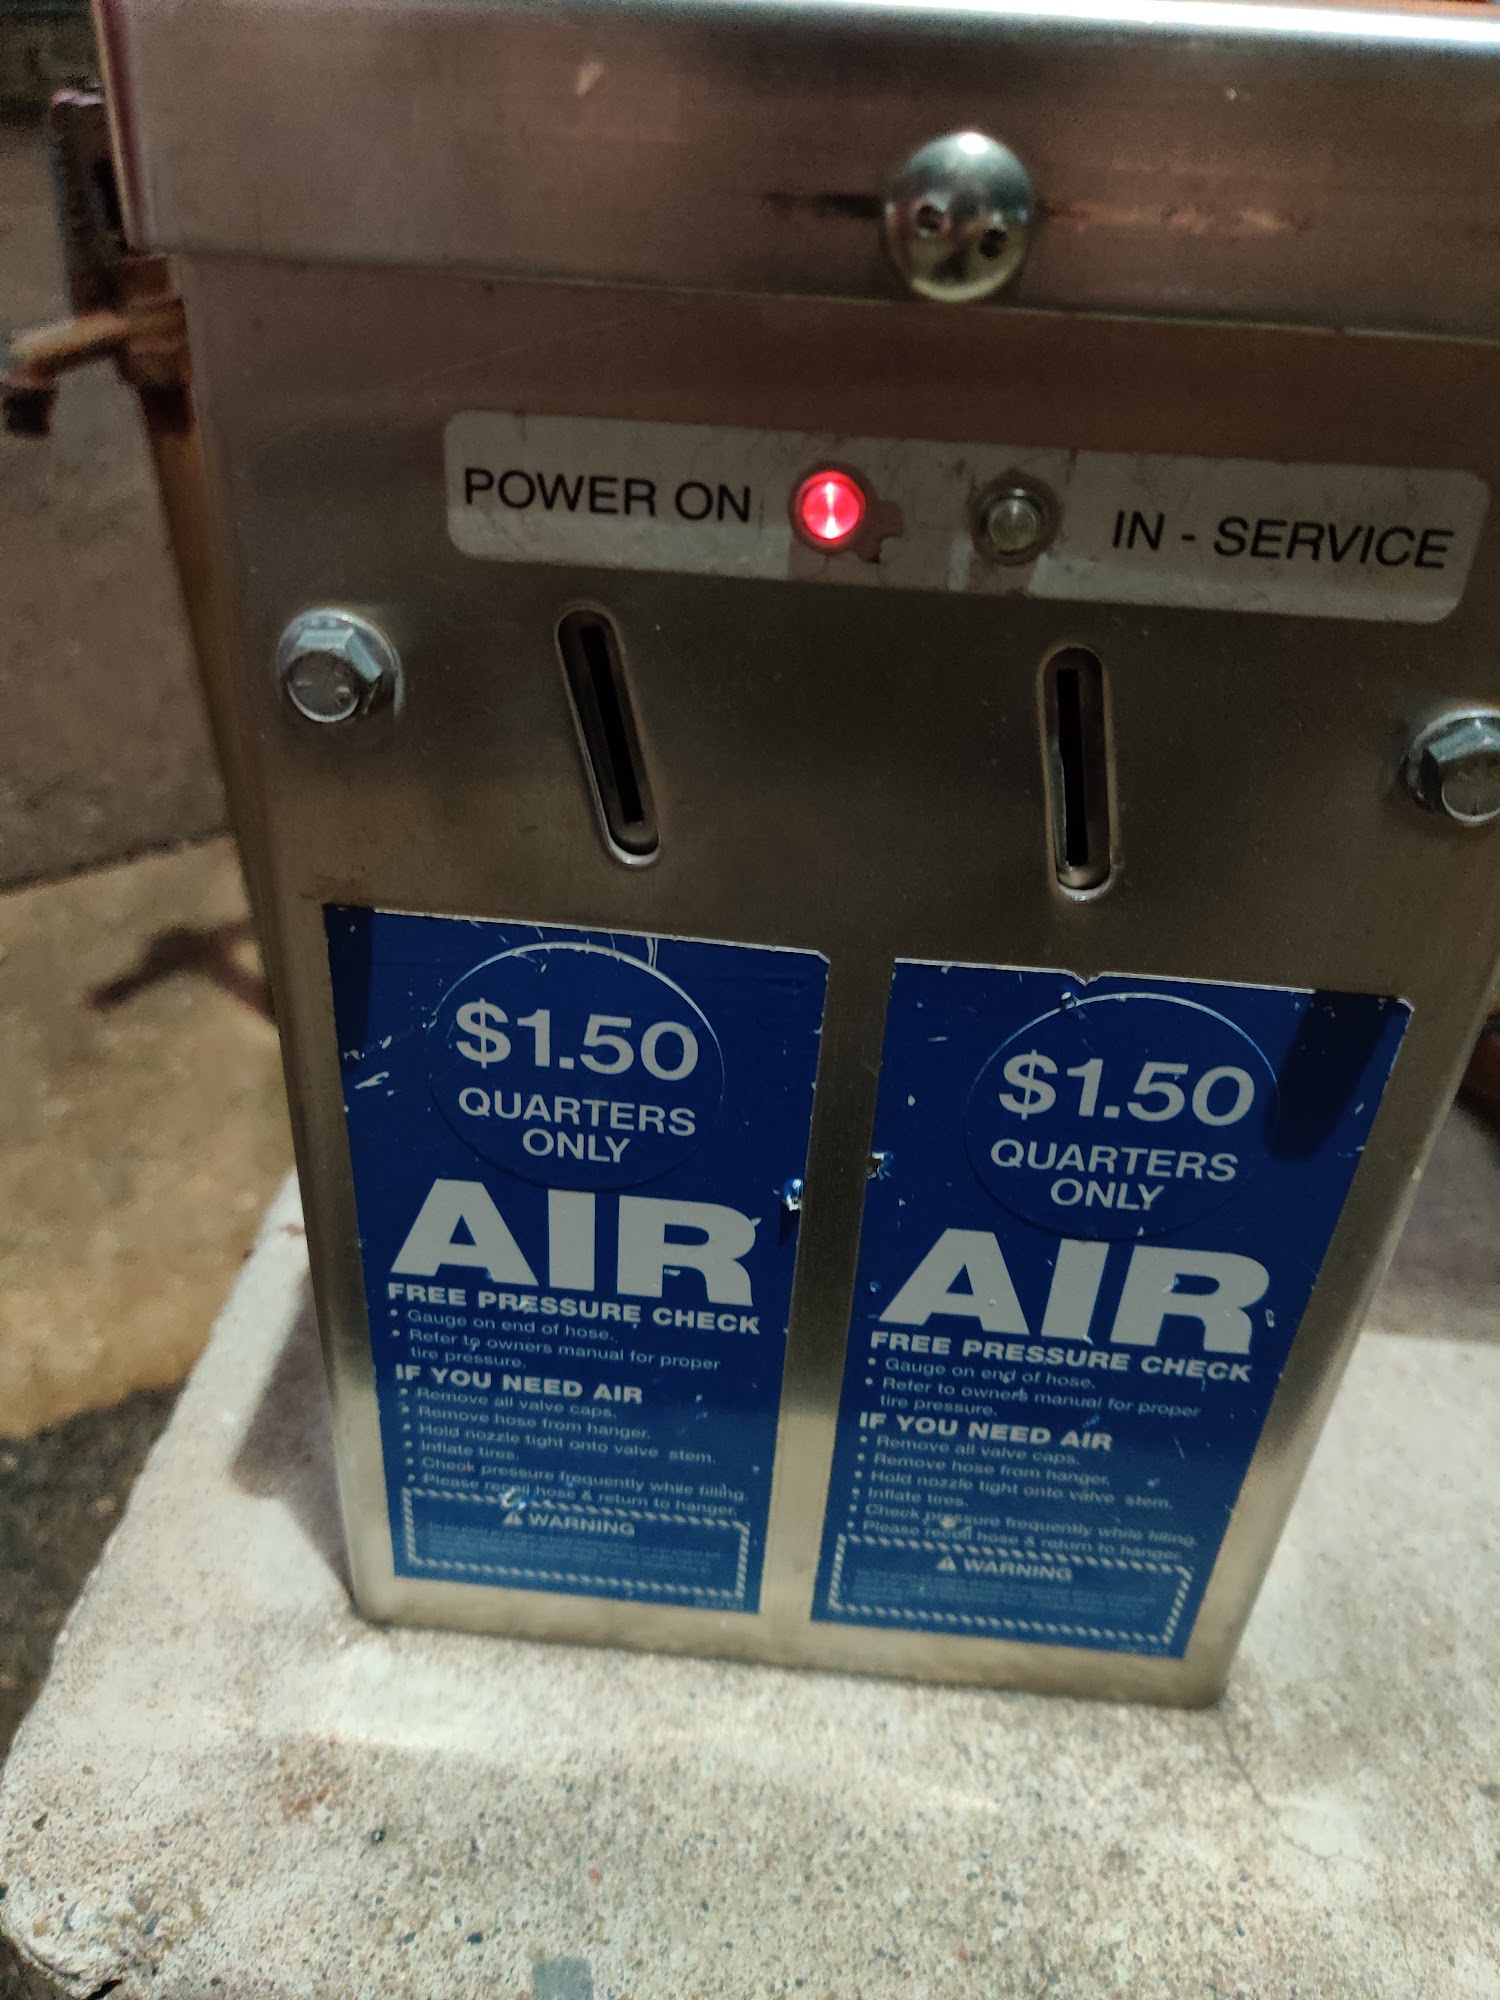 POWER ON
IN - SERVICE
$1.50
QUARTERS
ONLY
AIR
FREE PRESSURE CHECK
• Gauge on end of hose.
• Refer to owners manual for proper
tire pressure.
IF YOU NEED AIR
• Remove all valve caps.
• Remove hose from hanger.
• Hold nozzle tight onto valve stem.
• Inflate tires.
• Check pressure frequently while filling.
• Please recoil hose & return to hanger.
WARNING
$1.50
QUARTERS
ONLY
AIR
FREE PRESSURE CHECK
• Gauge on end of hose.
• Refer to owners manual for proper
tire pressure.
IF YOU NEED AIR
• Remove all valve caps.
• Remove hose from hanger.
• Hold nozzle tight onto valve stem.
• Inflate tires.
• Check pressure frequently while filling.
• Please recoil hose & return to hanger.
WARNING